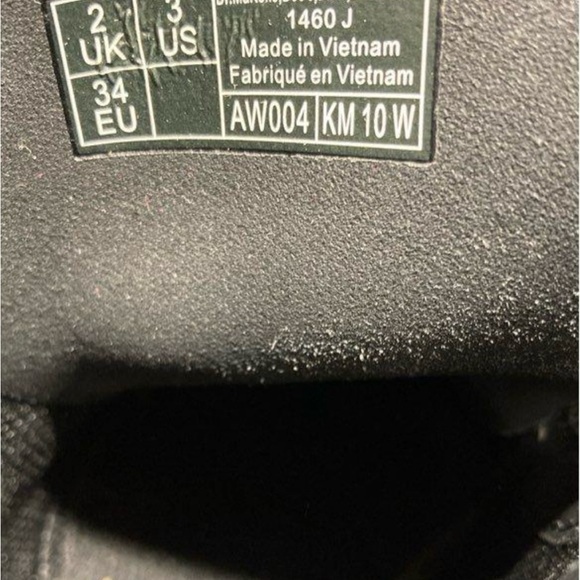 2 UK
3 US
34 EU
1460 J
Made in Vietnam
Fabriqué en Vietnam
AW004 KM 10 W